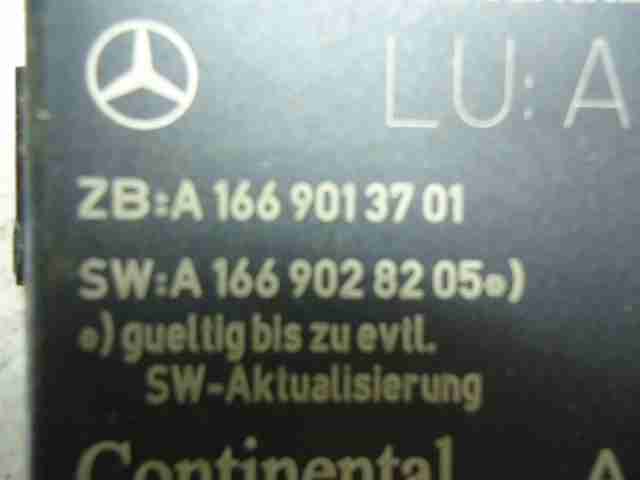 LU: A
ZB:A 166 901 37 01
SW:A 166 902 82 05⊛)
⊛) gueltig bis zu evtl.
SW-Aktualisierung
Continental A